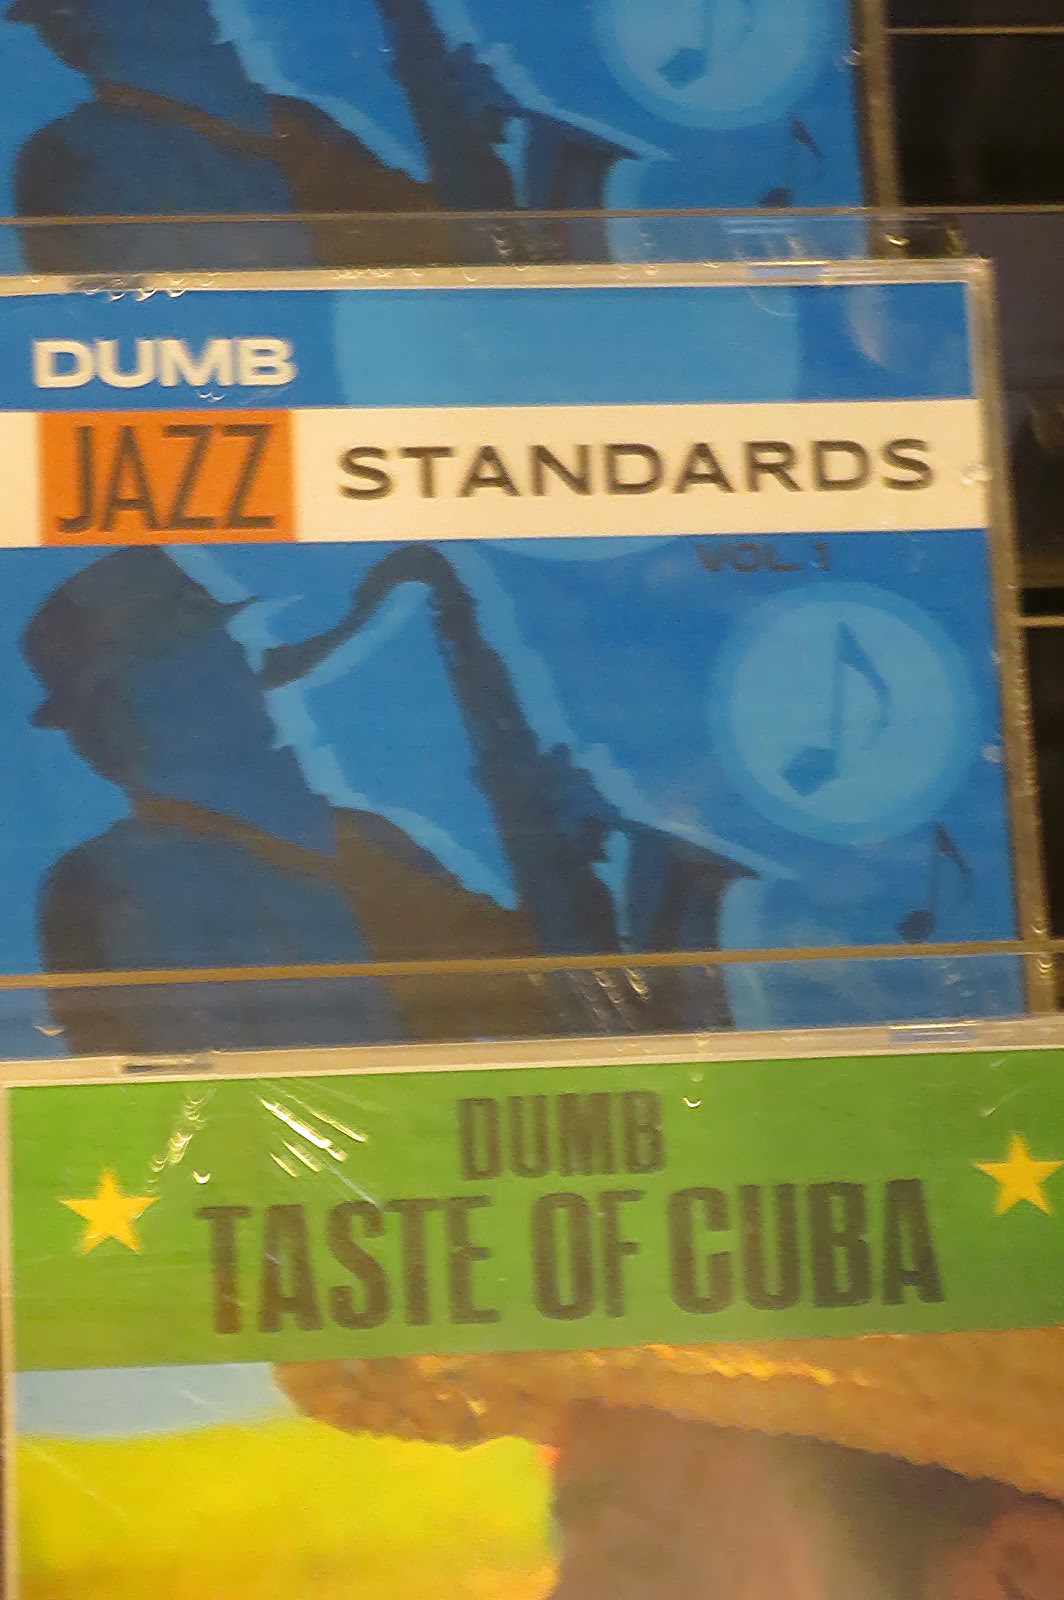 DUMB
JAZZ STANDARDS
VOL. 1
DUMB
TASTE OF CUBA